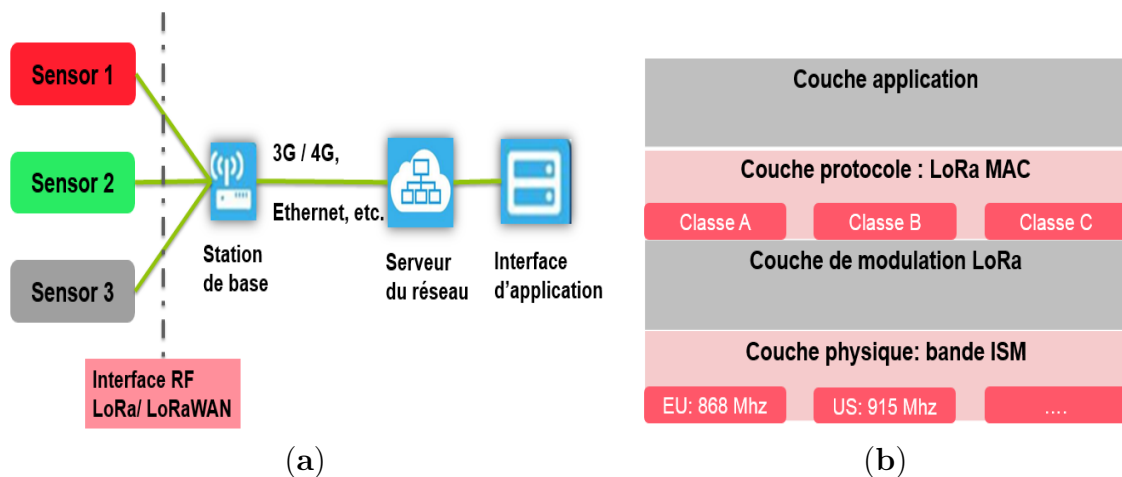 Sensor 1
Sensor 2
Sensor 3
3G / 4G,
Ethernet, etc.
Station
de base
Serveur
du réseau
Interface
d'application
Interface RF
LoRa/ LoRaWAN
(a)
Couche application
Couche protocole : LoRa MAC
Classe A
Classe B
Classe C
Couche de modulation LoRa
Couche physique: bande ISM
EU: 868 Mhz
US: 915 Mhz
....
(b)